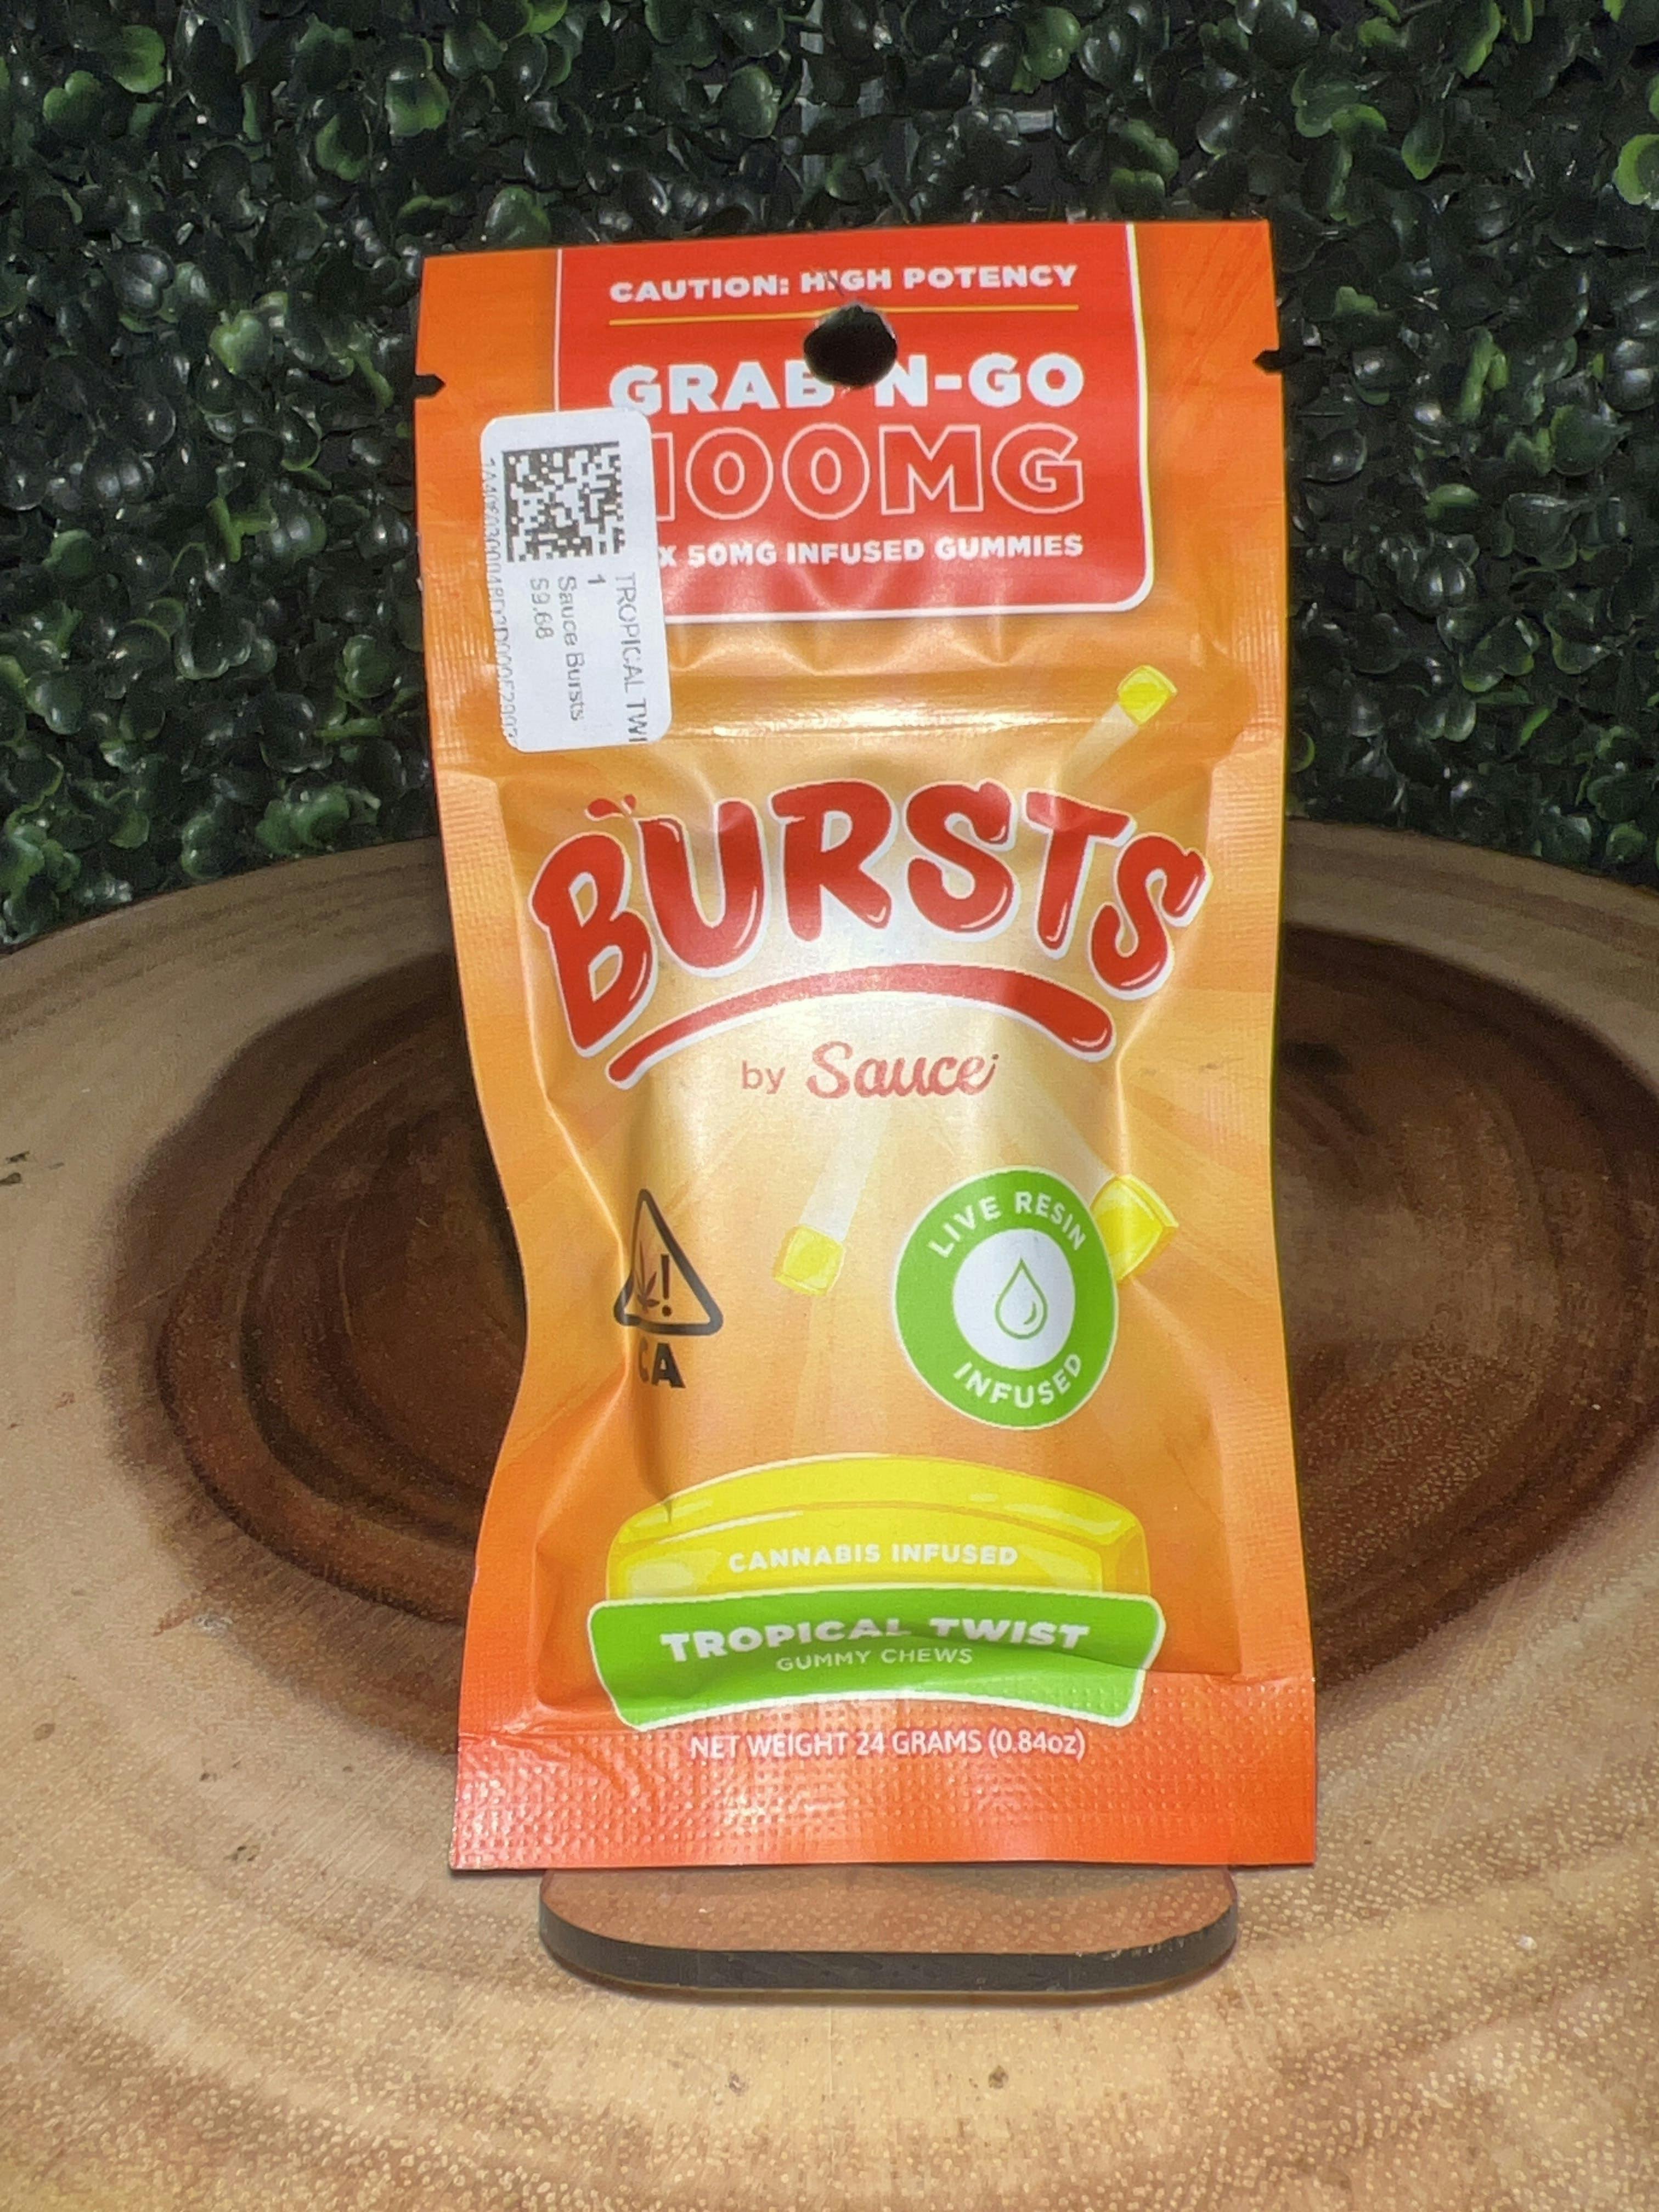 CAUTION: HIGH POTENCY
GRAB N-GO
100MG
X 50MG INFUSED GUMMIES
TROPICAL TWI
1
Sauce Bursts
$9.68
BURSTS
by Sauce
LIVE RESIN
INFUSED
CA
CANNABIS INFUSED
TROPICAL TWIST
GUMMY CHEWS
NET WEIGHT 24 GRAMS (0.84oz)